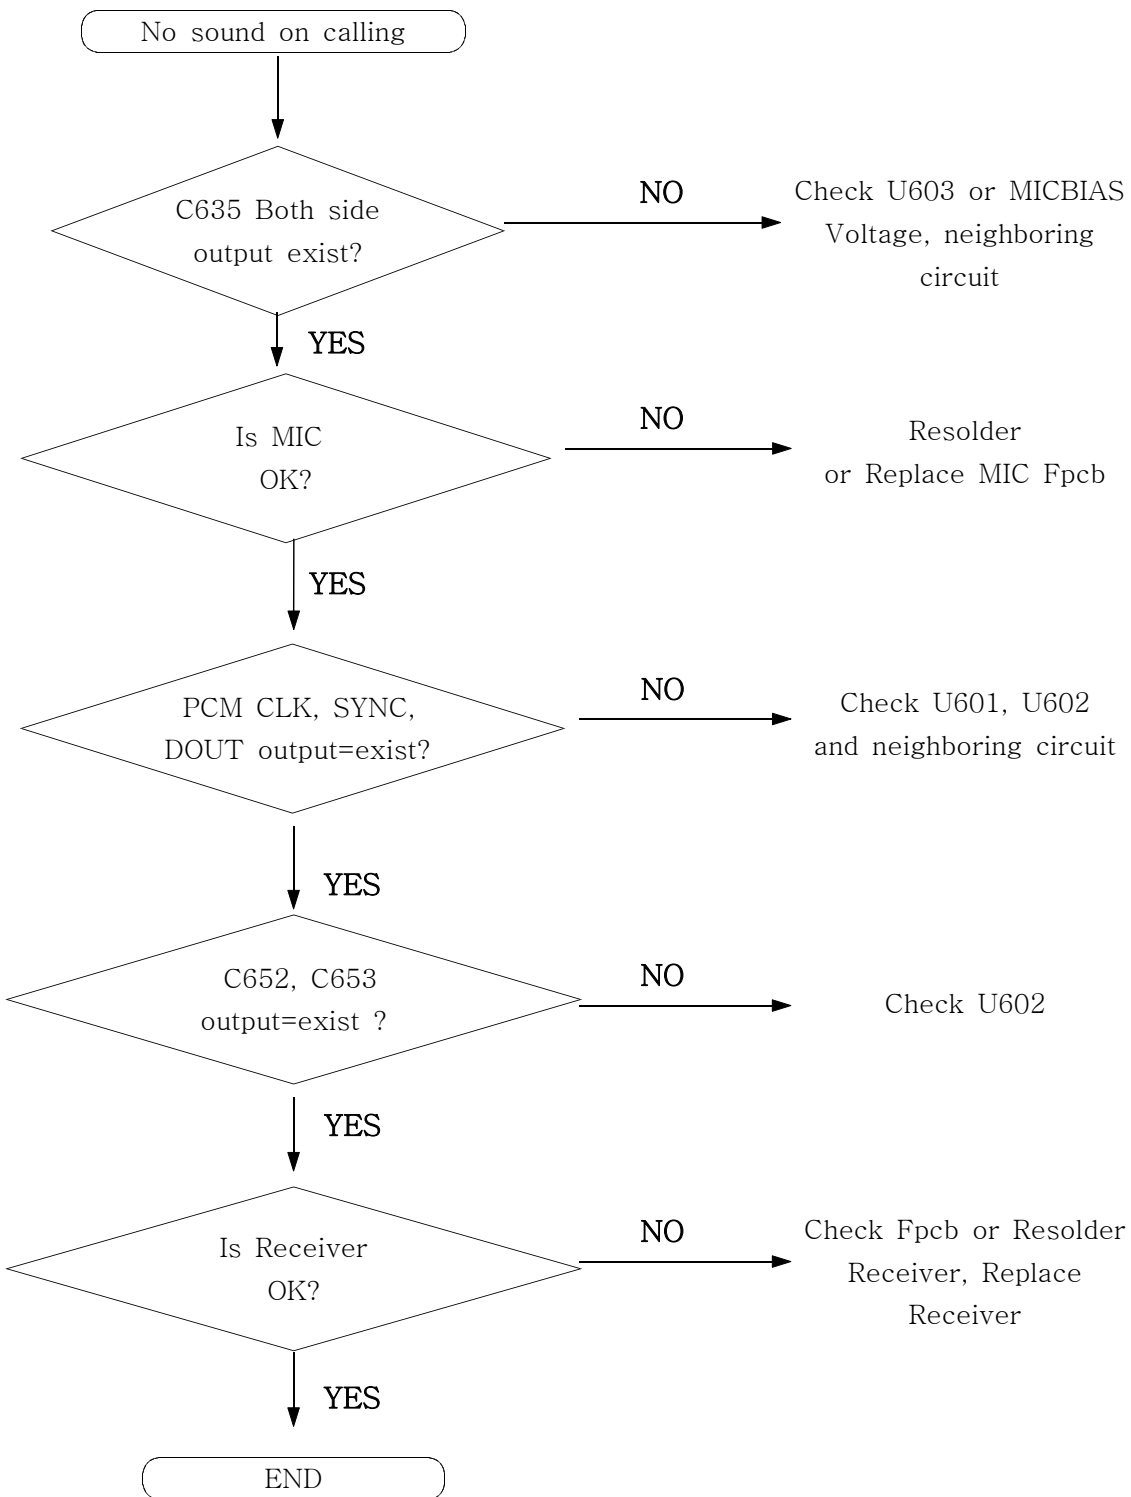 No sound on calling
C635 Both side
output exist?
NO
Check U603 or MICBIAS
Voltage, neighboring
circuit
YES
Is MIC
OK?
NO
Resolder
or Replace MIC Fpcb
YES
PCM CLK, SYNC,
DOUT output=exist?
NO
Check U601, U602
and neighboring circuit
YES
C652, C653
output=exist ?
NO
Check U602
YES
Is Receiver
OK?
NO
Check Fpcb or Resolder
Receiver, Replace
Receiver
YES
END